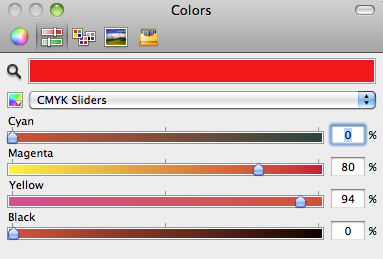 Colors
CMYK Sliders
Cyan
0 %
Magenta
80 %
Yellow
94 %
Black
0 %